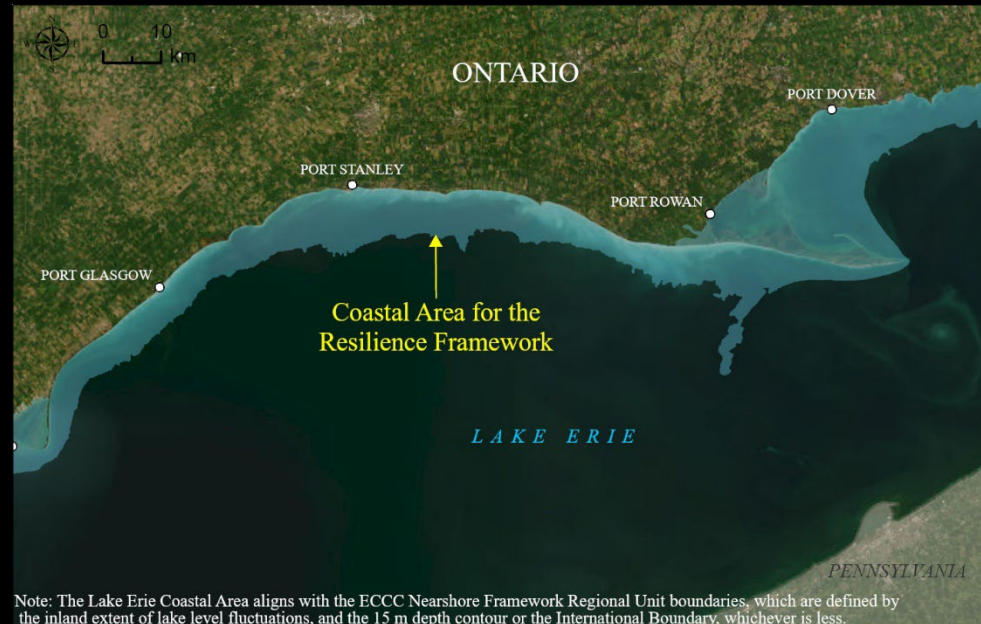 0 10
km
ONTARIO
PORT DOVER
PORT STANLEY
PORT ROWAN
PORT GLASGOW
Coastal Area for the
Resilience Framework
LAKE ERIE
PENNSYLVANIA
Note: The Lake Erie Coastal Area aligns with the ECCC Nearshore Framework Regional Unit boundaries, which are defined by
the inland extent of lake level fluctuations, and the 15 m depth contour or the International Boundary, whichever is less.